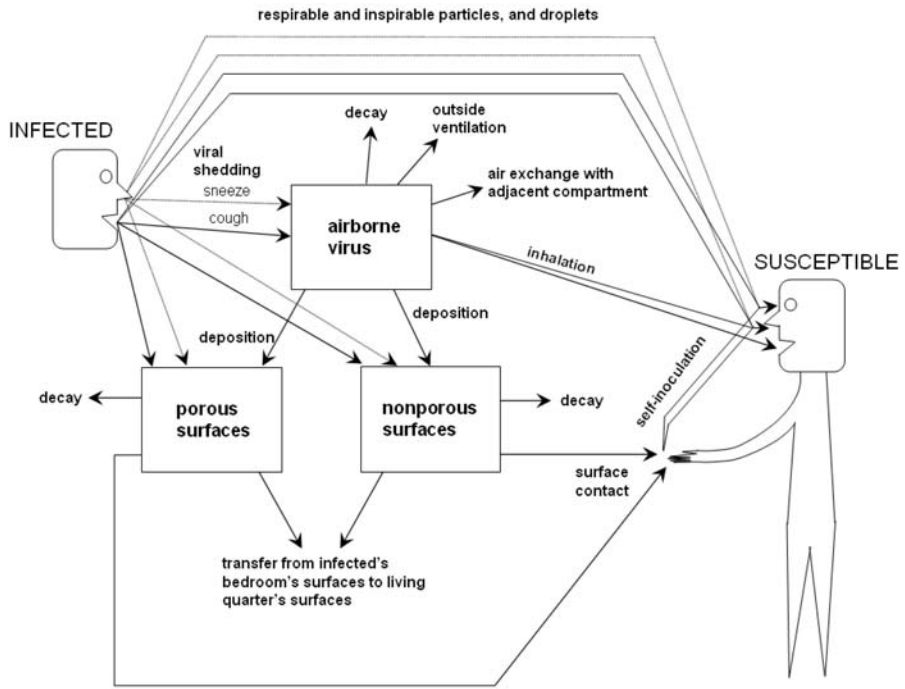 respirable and inspirable particles, and droplets
INFECTED
decay
outside
ventilation
viral
shedding
sneeze
cough
air exchange with
adjacent compartment
airborne
virus
inhalation
SUSCEPTIBLE
deposition
deposition
self-inoculation
decay
porous
surfaces
nonporous
surfaces
decay
surface
contact
transfer from infected's
bedroom's surfaces to living
quarter's surfaces